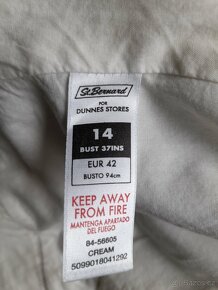 St.Bernard
FOR
DUNNES STORES
14
BUST 37INS
EUR 42
BUSTO 94cm
KEEP AWAY
FROM FIRE
MANTENGA APARTADO
DEL FUEGO
84-56605
CREAM
5099018041292